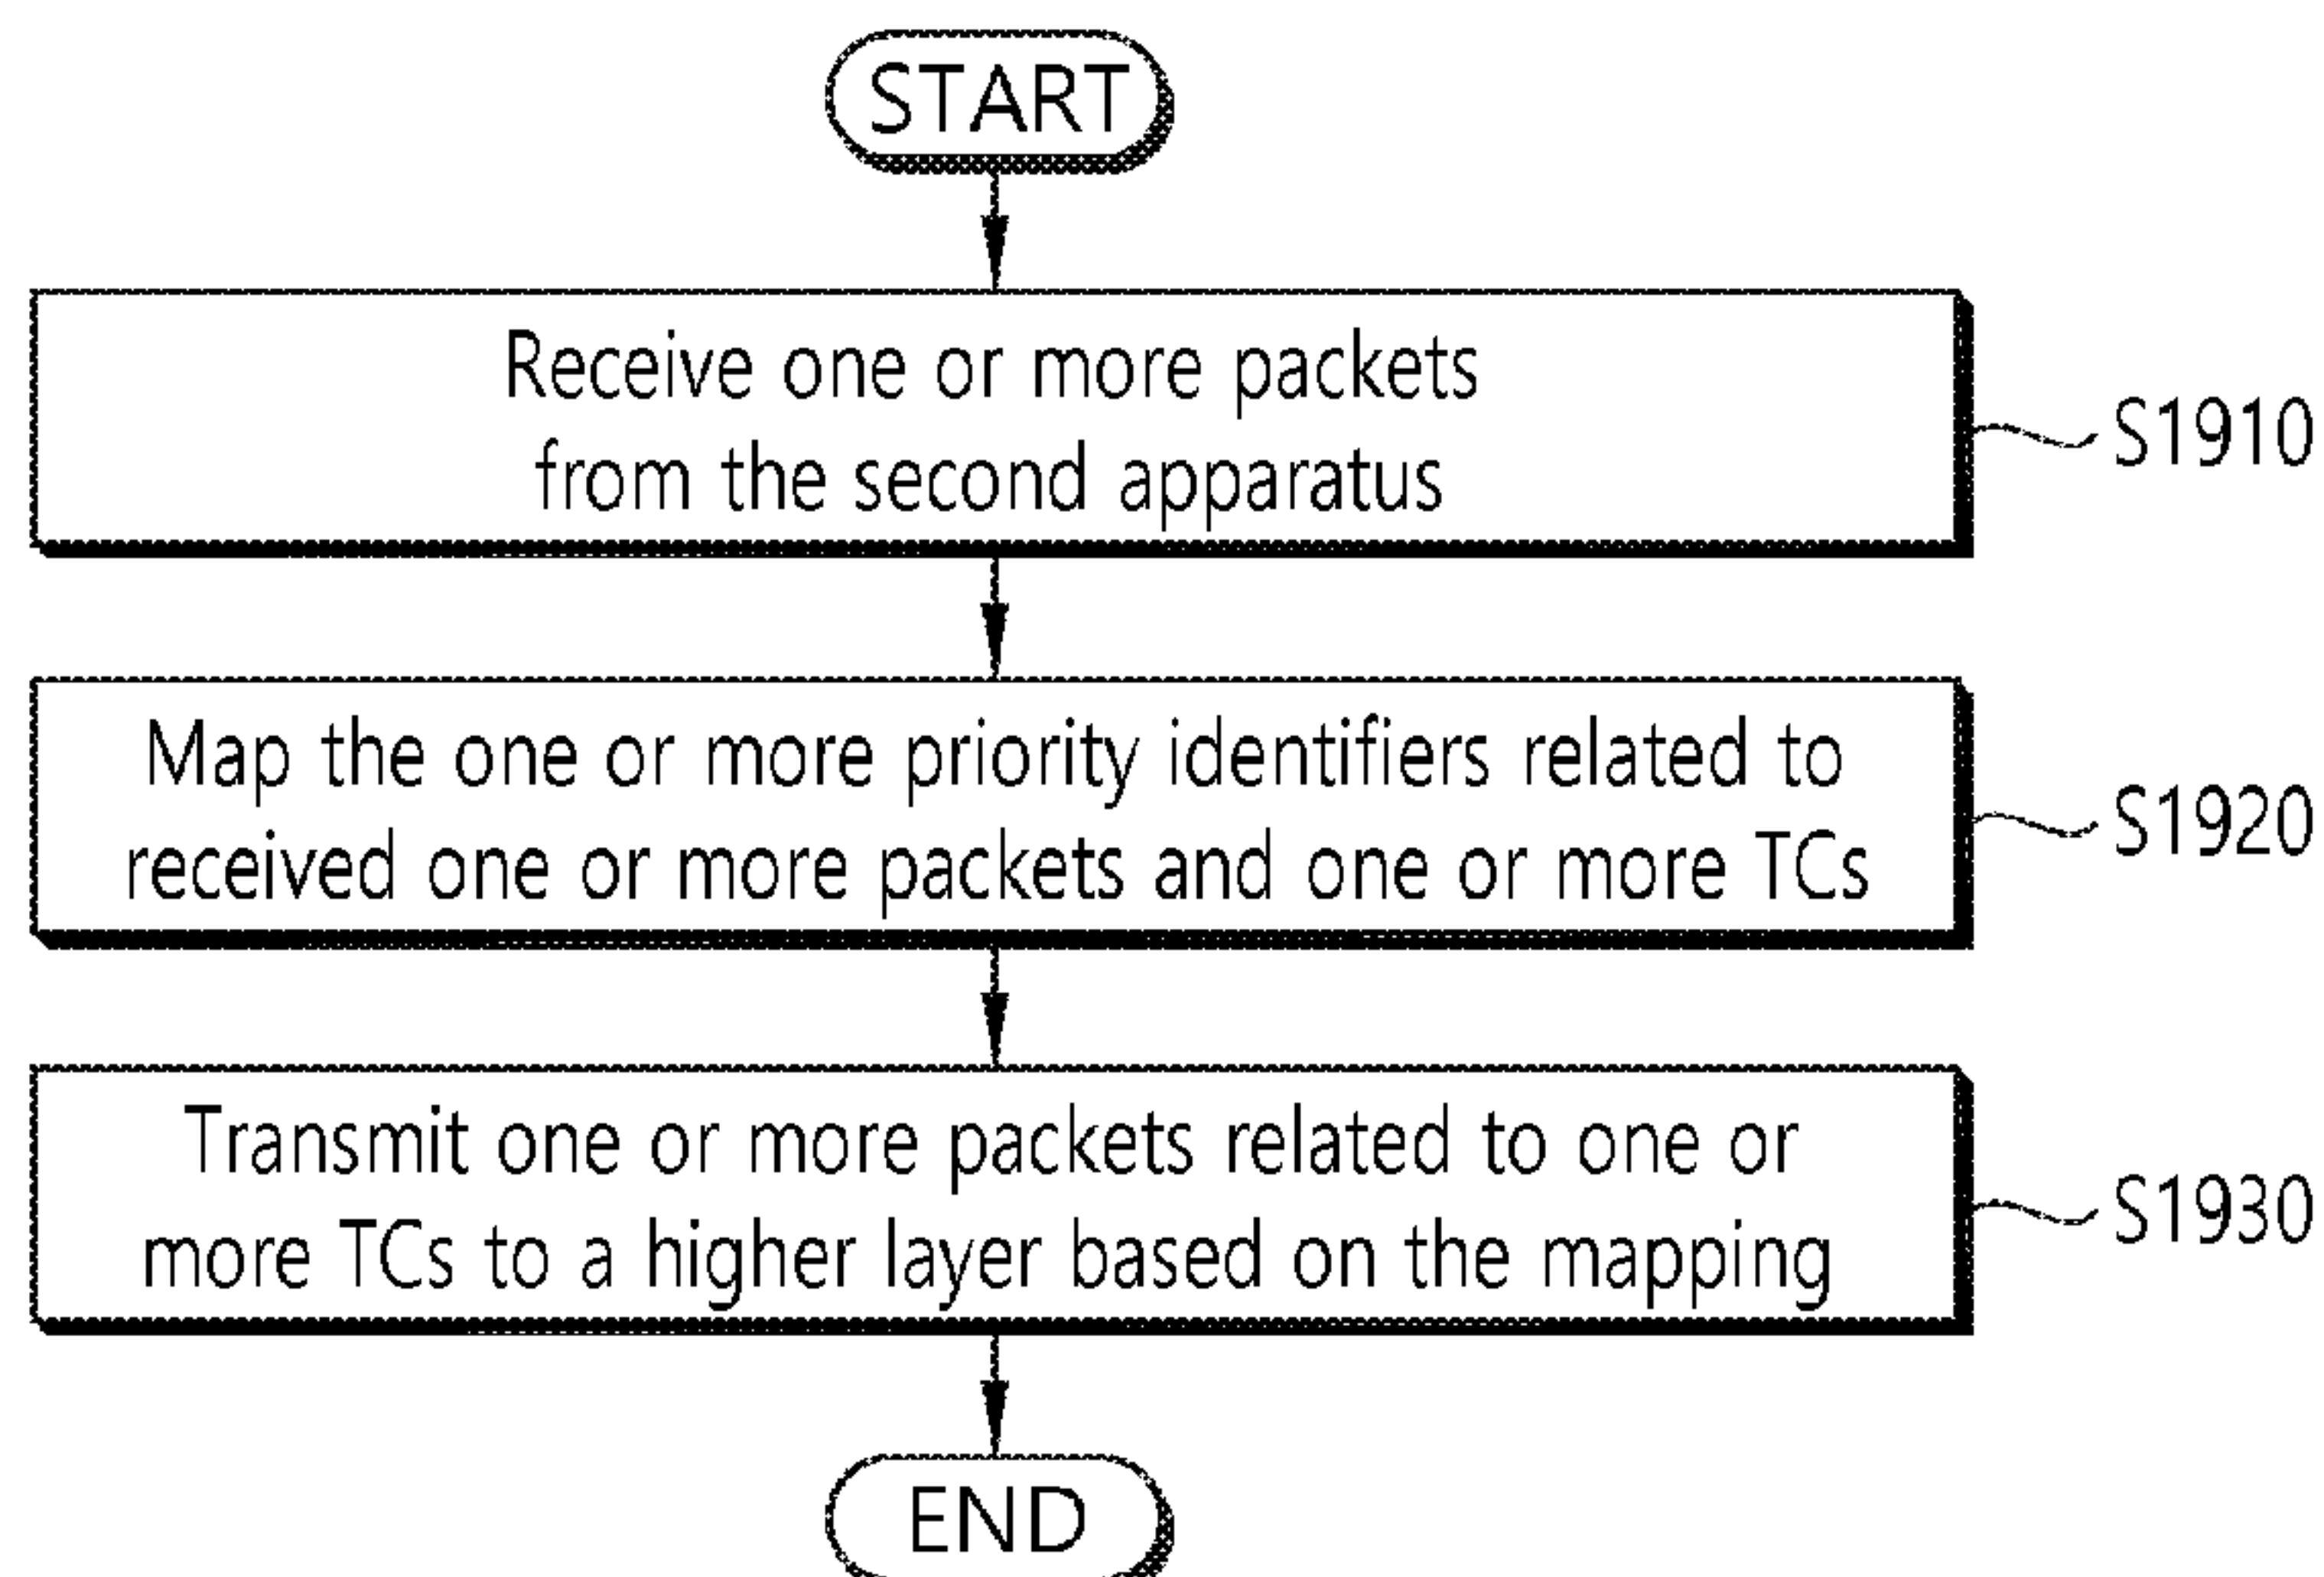 START
Receive one or more packets
from the second apparatus
S1910
Map the one or more priority identifiers related to
received one or more packets and one or more TCs
S1920
Transmit one or more packets related to one or
more TCs to a higher layer based on the mapping
S1930
END